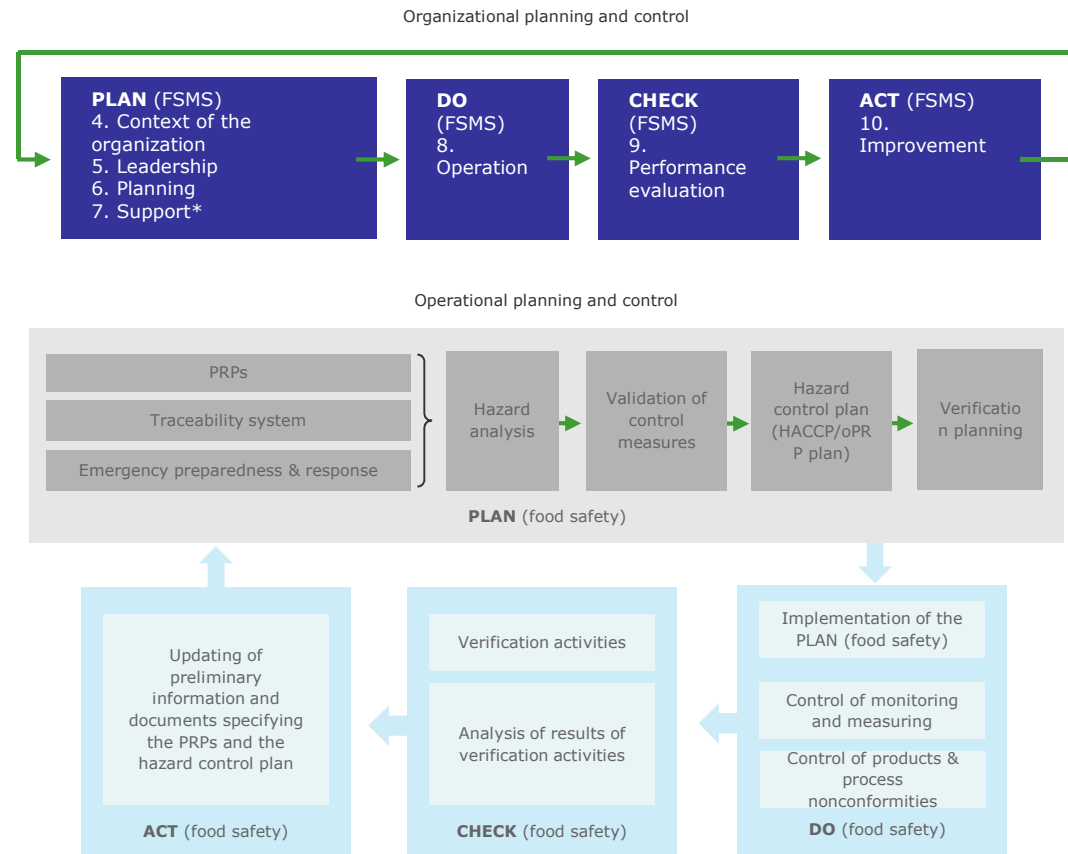 Organizational planning and control
PLAN (FSMS)
4. Context of the
organization
5. Leadership
6. Planning
7. Support*
DO
(FSMS)
8.
Operation
CHECK
(FSMS)
9.
Performance
evaluation
ACT (FSMS)
10.
Improvement
Operational planning and control
PRPs
Traceability system
Emergency preparedness & response
Hazard
analysis
Validation of
control
measures
Hazard
control plan
(HACCP/oPR
P plan)
Verificatio
n planning
PLAN (food safety)
Updating of
preliminary
information and
documents specifying
the PRPs and the
hazard control plan
ACT (food safety)
Verification activities
Analysis of results of
verification activities
CHECK (food safety)
Implementation of the
PLAN (food safety)
Control of monitoring
and measuring
Control of products &
process
nonconformities
DO (food safety)